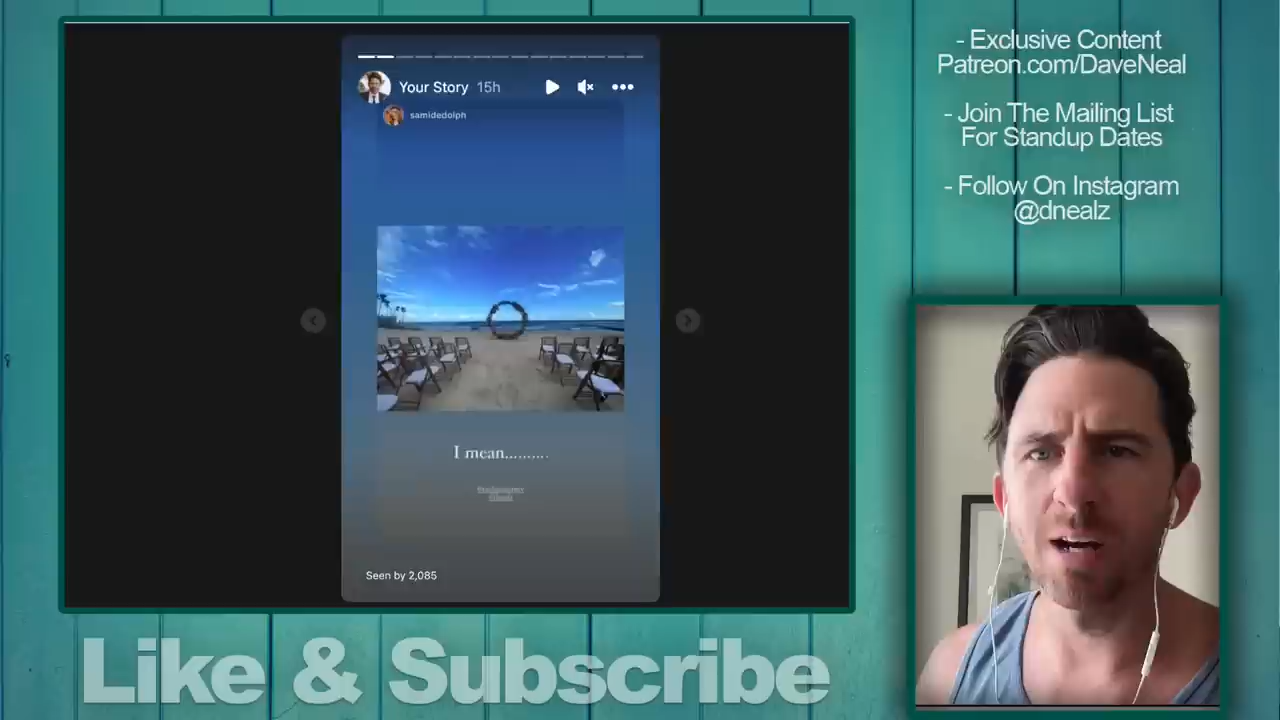 Your Story 15h
samidedolph
I mean.........
Seen by 2,085
- Exclusive Content
Patreon.com/DaveNeal
- Join The Mailing List
For Standup Dates
- Follow On Instagram
@dnealz
Like & Subscribe